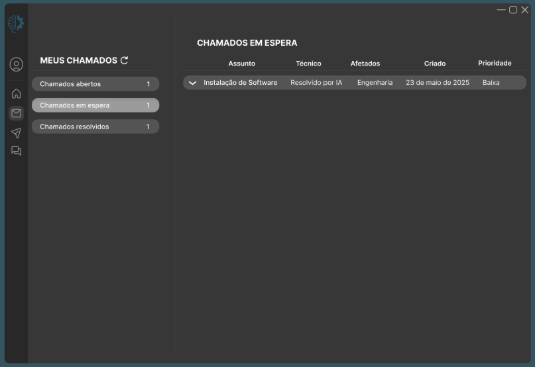 MEUS CHAMADOS
Chamados abertos 1
Chamados em espera 1
Chamados resolvidos 1
CHAMADOS EM ESPERA
Assunto Técnico Afetados Criado Prioridade
Instalação de Software Resolvido por IA Engenharia 23 de maio de 2025 Baixa